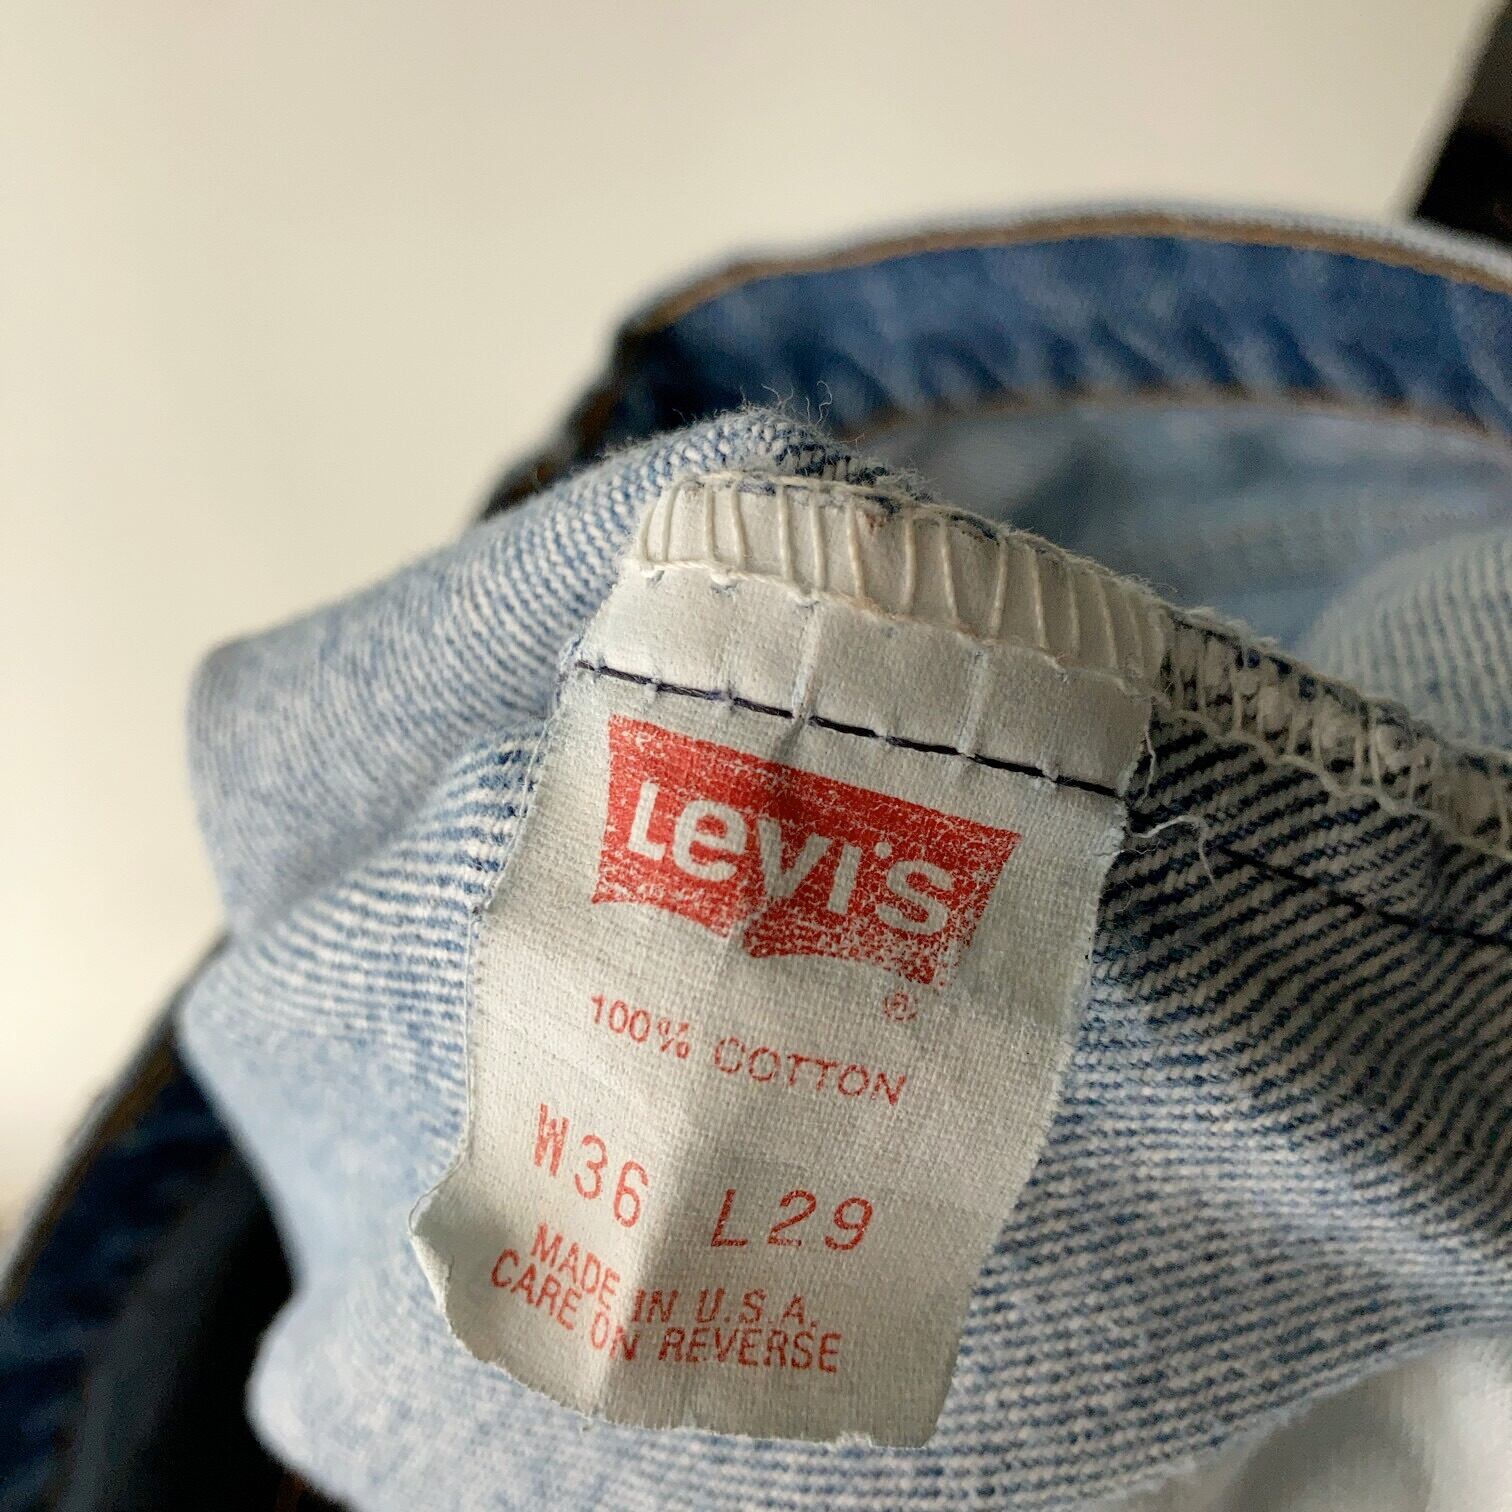 Levi's
®
100% COTTON
W36 L29
MADE IN U.S.A.
CARE ON REVERSE